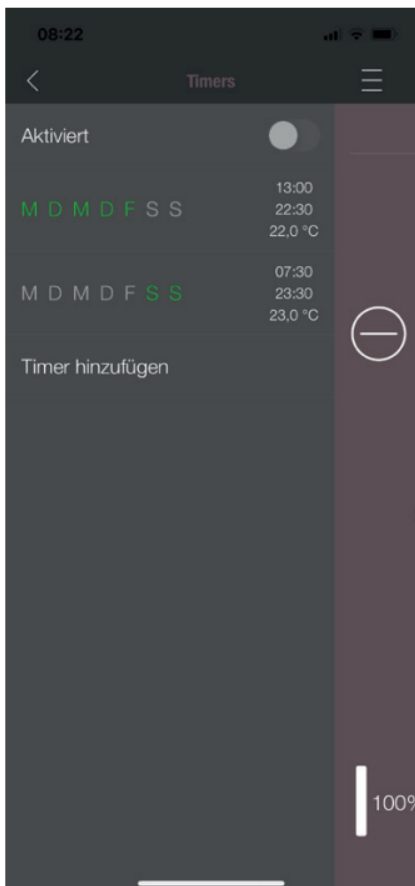 08:22
Timers
Aktiviert
M D M D F S S
13:00
22:30
22,0 °C
M D M D F S S
07:30
23:30
23,0 °C
Timer hinzufügen
100%